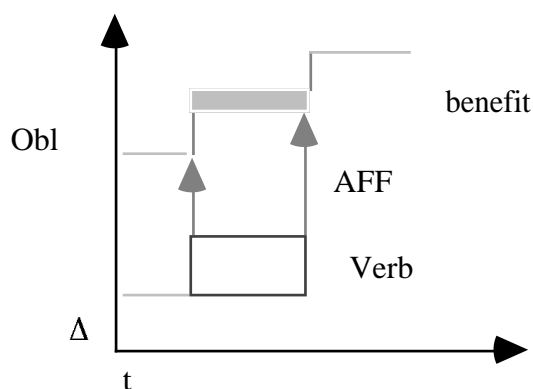 benefit
Obl
AFF
Verb
Δ
t